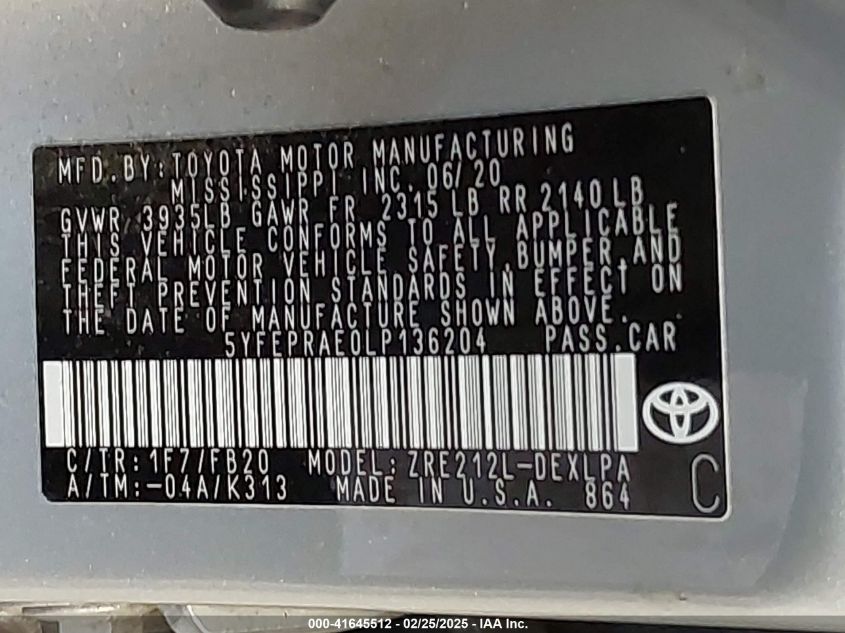 MFD.BY:TOYOTA MOTOR MANUFACTURING
MISSISSIPPI INC. 06/20
GVWR 3935LB GAWR FR 2315LB RR 2140LB
THIS VEHICLE CONFORMS TO ALL APPLICABLE
FEDERAL MOTOR VEHICLE SAFETY,BUMPER,AND
THEFT PREVENTION STANDARDS IN EFFECT ON
THE DATE OF MANUFACTURE SHOWN ABOVE.
5YFEPRAE0LP136204 PASS.CAR
C/TR:1F7/FB20 MODEL:ZRE212L-DEXLPA
A/TM:-04A/K313 MADE IN U.S.A. 864
C
000-41645512 - 02/25/2025 - IAA Inc.